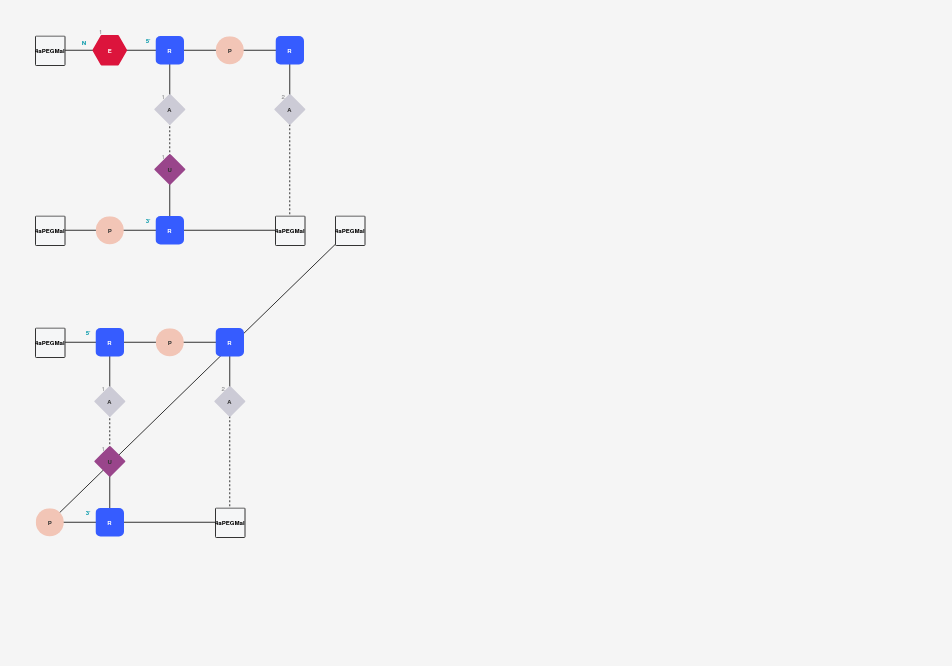 1
N 5'
4aPEGMal E R P R
1 2
A A
1
U
3'
4aPEGMal P R 4aPEGMal 4aPEGMal
5'
4aPEGMal R P R
1 2
A A
1
U
3'
P R 4aPEGMal